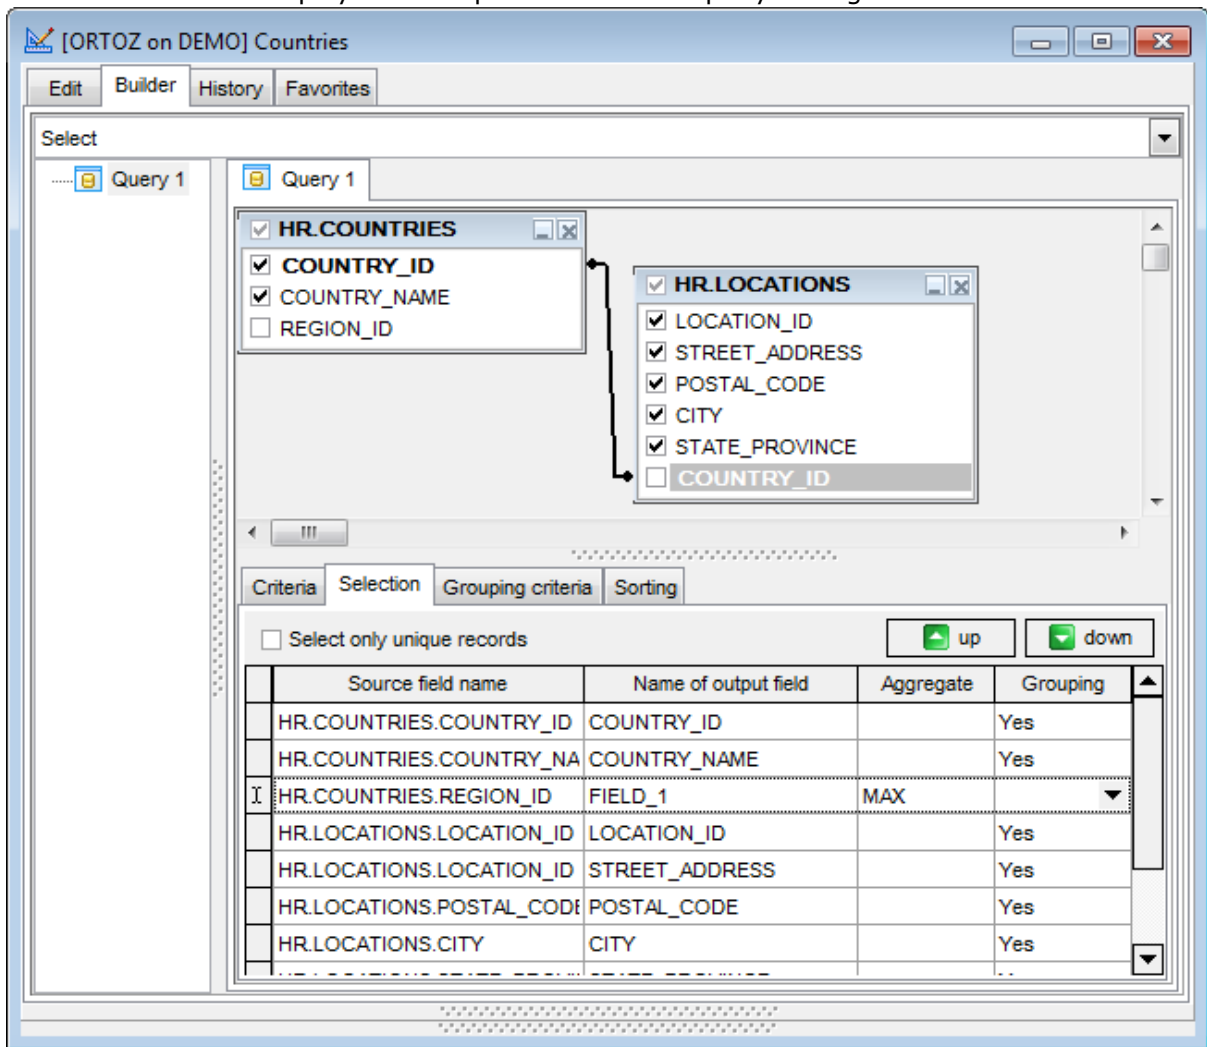 [ORTOZ on DEMO] Countries
Edit Builder History Favorites
Select
Query 1
Query 1
HR.COUNTRIES
COUNTRY_ID
COUNTRY_NAME
REGION_ID
HR.LOCATIONS
LOCATION_ID
STREET_ADDRESS
POSTAL_CODE
CITY
STATE_PROVINCE
COUNTRY_ID
Criteria Selection Grouping criteria Sorting
Select only unique records up down
Source field name Name of output field Aggregate Grouping
HR.COUNTRIES.COUNTRY_ID COUNTRY_ID Yes
HR.COUNTRIES.COUNTRY_NA COUNTRY_NAME Yes
HR.COUNTRIES.REGION_ID FIELD_1 MAX
HR.LOCATIONS.LOCATION_ID LOCATION_ID Yes
HR.LOCATIONS.LOCATION_ID STREET_ADDRESS Yes
HR.LOCATIONS.POSTAL_CODE POSTAL_CODE Yes
HR.LOCATIONS.CITY CITY Yes